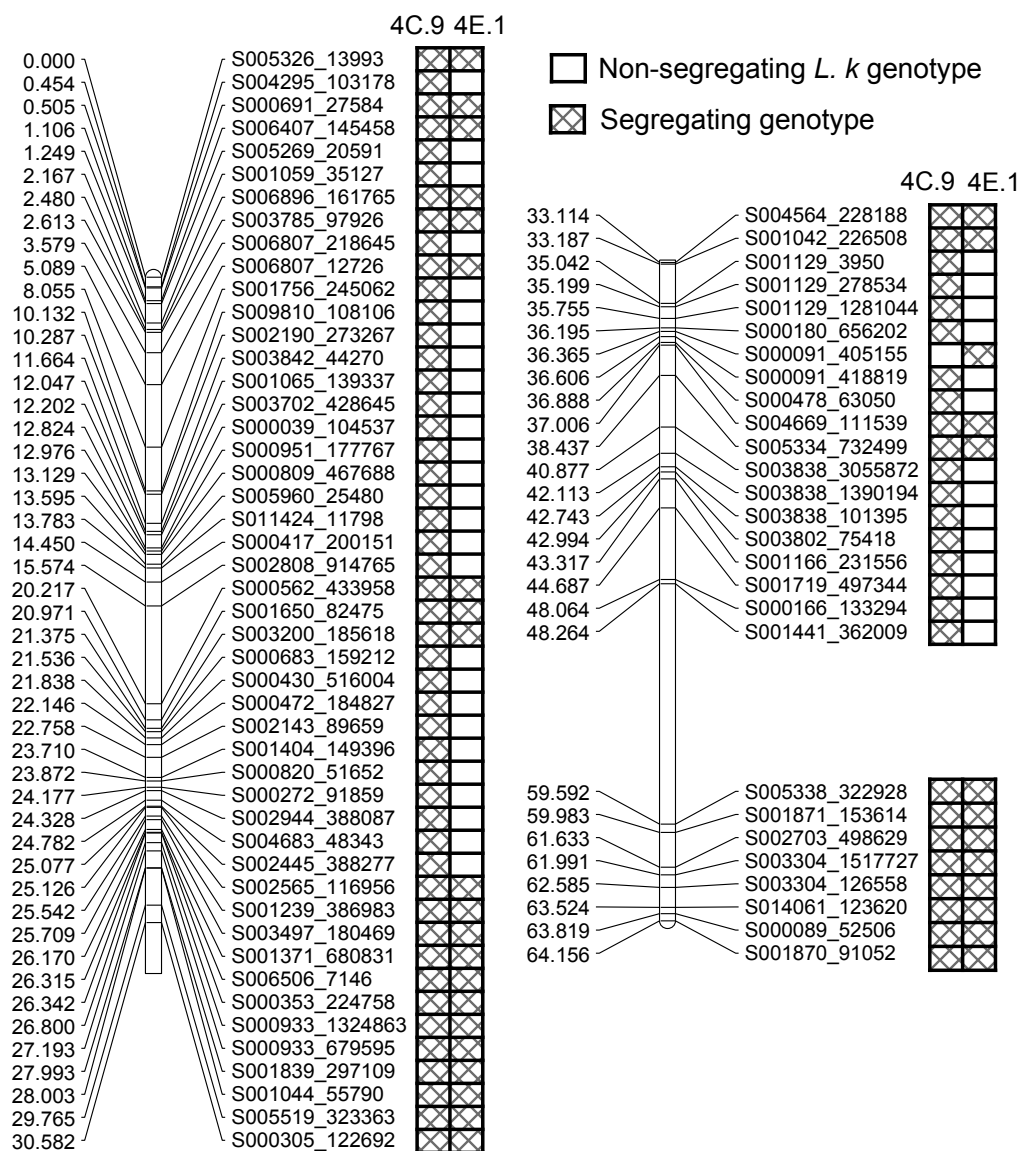 4C.9 4E.1
0.000 S005326_13993
0.454 S004295_103178
0.505 S000691_27584
1.106 S006407_145458
1.249 S005269_20591
2.167 S001059_35127
2.480 S006896_161765
2.613 S003785_97926
3.579 S006807_218645
5.089 S006807_12726
8.055 S001756_245062
10.132 S009810_108106
10.287 S002190_273267
11.664 S003842_44270
12.047 S001065_139337
12.202 S003702_428645
12.824 S000039_104537
12.976 S000951_177767
13.129 S000809_467688
13.595 S005960_25480
13.783 S011424_11798
14.450 S000417_200151
15.574 S002808_914765
20.217 S000562_433958
20.971 S001650_82475
21.375 S003200_185618
21.536 S000683_159212
21.838 S000430_516004
22.146 S000472_184827
22.758 S002143_89659
23.710 S001404_149396
23.872 S000820_51652
24.177 S000272_91859
24.328 S002944_388087
24.782 S004683_48343
25.077 S002445_388277
25.126 S002565_116956
25.542 S001239_386983
25.709 S003497_180469
26.170 S001371_680831
26.315 S006506_7146
26.342 S000353_224758
26.800 S000933_1324863
27.193 S000933_679595
27.993 S001839_297109
28.003 S001044_55790
29.765 S005519_323363
30.582 S000305_122692
Non-segregating L. k genotype
Segregating genotype
4C.9 4E.1
33.114 S004564_228188
33.187 S001042_226508
35.042 S001129_3950
35.199 S001129_278534
35.755 S001129_1281044
36.195 S000180_656202
36.365 S000091_405155
36.606 S000091_418819
36.888 S000478_63050
37.006 S004669_111539
38.437 S005334_732499
40.877 S003838_3055872
42.113 S003838_1390194
42.743 S003838_101395
42.994 S003802_75418
43.317 S001166_231556
44.687 S001719_497344
48.064 S000166_133294
48.264 S001441_362009
59.592 S005338_322928
59.983 S001871_153614
61.633 S002703_498629
61.991 S003304_1517727
62.585 S003304_126558
63.524 S014061_123620
63.819 S000089_52506
64.156 S001870_91052